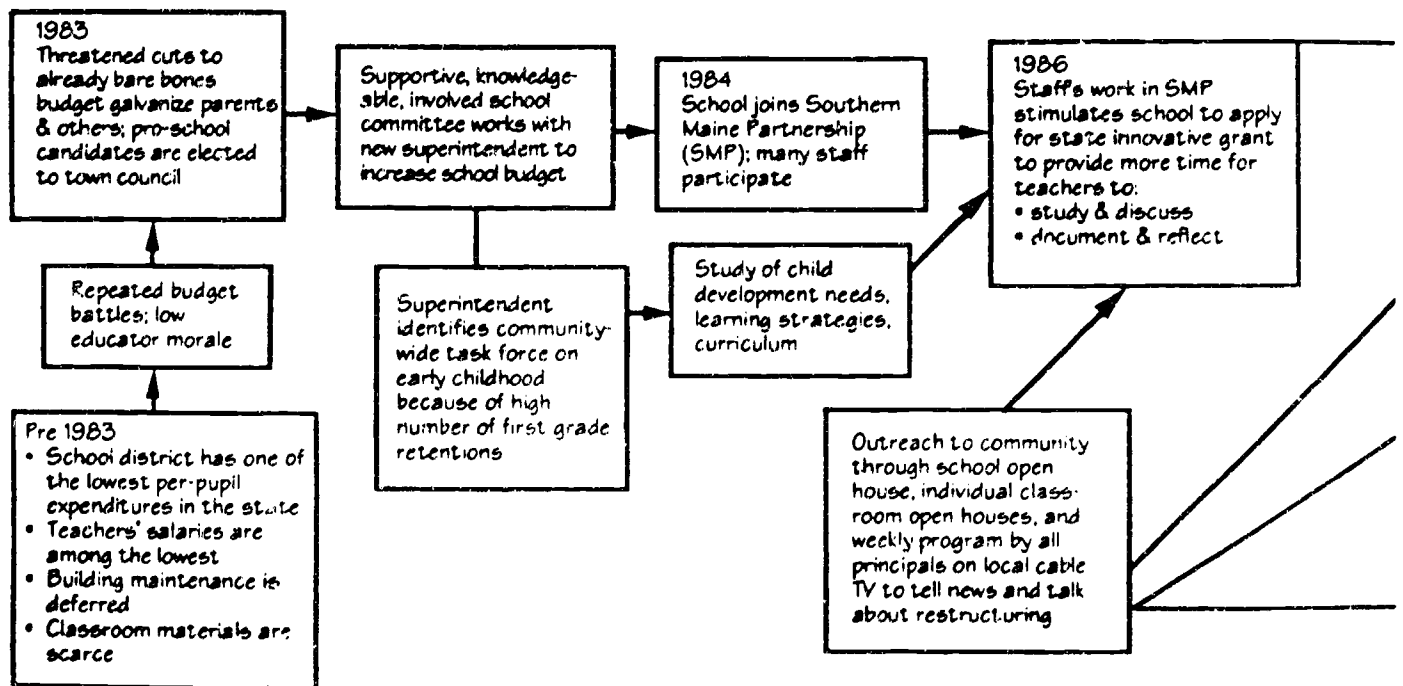 1983
Threatened cuts to
already bare bones
budget galvanize parents
& others; pro-school
candidates are elected
to town council
Supportive, knowledge-
able, involved school
committee works with
new superintendent to
increase school budget
1984
School joins Southern
Maine Partnership
(SMP); many staff
participate
1986
Staff's work in SMP
stimulates school to apply
for state innovative grant
to provide more time for
teachers to:
• study & discuss
• document & reflect
Repeated budget
battles; low
educator morale
Superintendent
identifies community-
wide task force on
early childhood
because of high
number of first grade
retentions
Study of child
development needs,
learning strategies,
curriculum
Pre 1983
• School district has one of
the lowest per-pupil
expenditures in the state
• Teachers' salaries are
among the lowest
• Building maintenance is
deferred
• Classroom materials are
scarce
Outreach to community
through school open
house, individual class-
room open houses, and
weekly program by all
principals on local cable
TV to tell news and talk
about restructuring